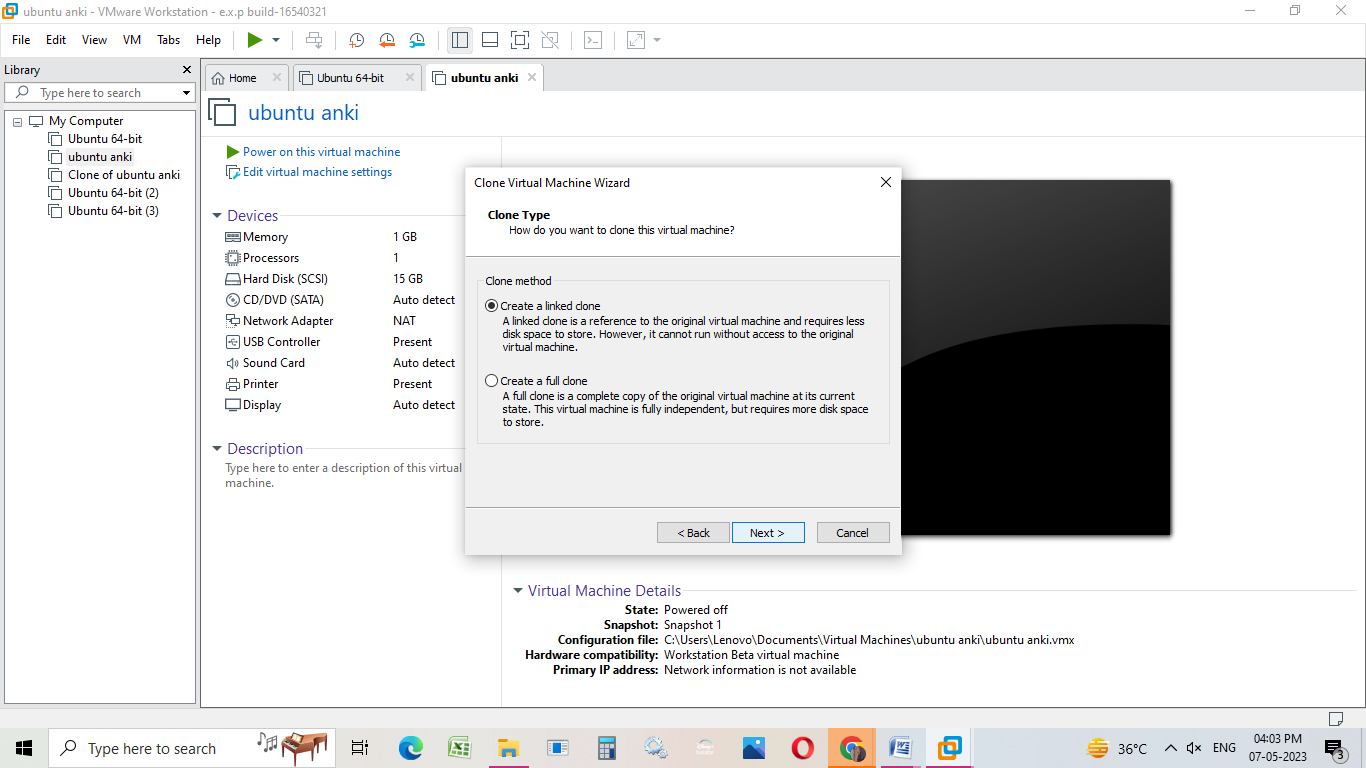 ubuntu anki - VMware Workstation - e.x.p build-16540321
File Edit View VM Tabs Help
Library
Type here to search
My Computer
Ubuntu 64-bit
ubuntu anki
Clone of ubuntu anki
Ubuntu 64-bit (2)
Ubuntu 64-bit (3)
Home
Ubuntu 64-bit
ubuntu anki
ubuntu anki
Power on this virtual machine
Edit virtual machine settings
Devices
Memory 1 GB
Processors 1
Hard Disk (SCSI) 15 GB
CD/DVD (SATA) Auto detect
Network Adapter NAT
USB Controller Present
Sound Card Auto detect
Printer Present
Display Auto detect
Description
Type here to enter a description of this virtual
machine.
Clone Virtual Machine Wizard
Clone Type
How do you want to clone this virtual machine?
Clone method
Create a linked clone
A linked clone is a reference to the original virtual machine and requires less
disk space to store. However, it cannot run without access to the original
virtual machine.
Create a full clone
A full clone is a complete copy of the original virtual machine at its current
state. This virtual machine is fully independent, but requires more disk space
to store.
< Back Next > Cancel
Virtual Machine Details
State: Powered off
Snapshot: Snapshot 1
Configuration file: C:\Users\Lenovo\Documents\Virtual Machines\ubuntu anki\ubuntu anki.vmx
Hardware compatibility: Workstation Beta virtual machine
Primary IP address: Network information is not available
Type here to search
36°C
ENG
04:03 PM
07-05-2023
3